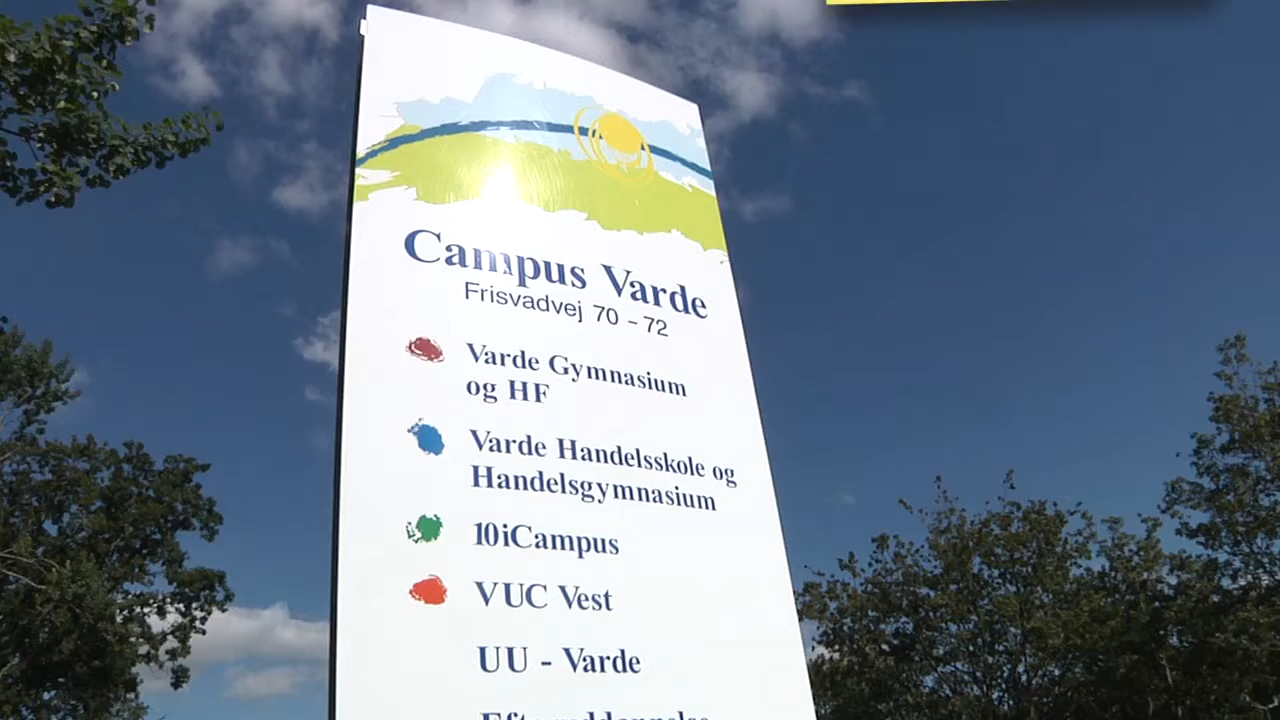 Campus Varde
Frisvadvej 70 - 72
Varde Gymnasium
og HF
Varde Handelsskole og
Handelsgymnasium
10iCampus
VUC Vest
UU - Varde